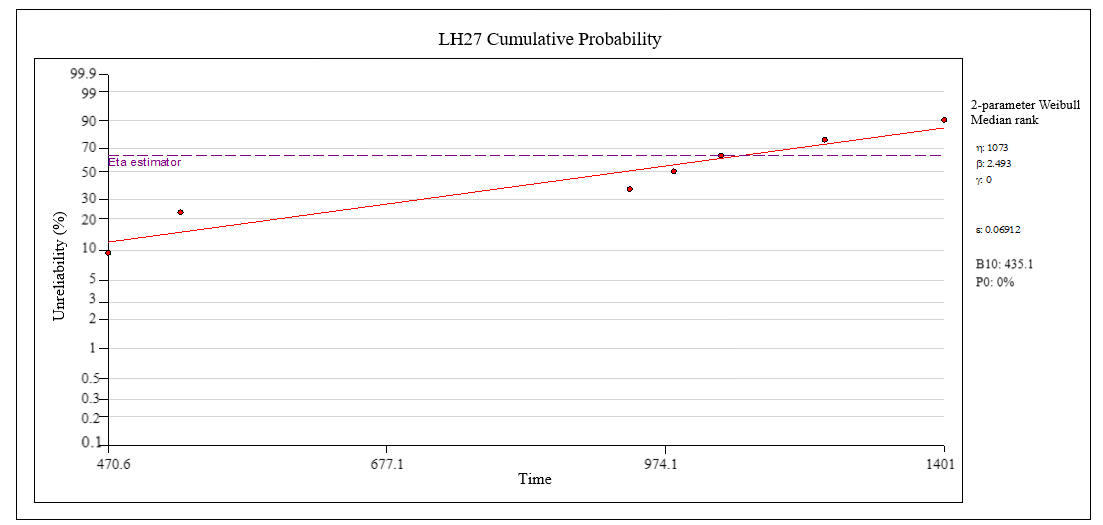 LH27 Cumulative Probability
99.9
99
90
70
50
30
20
10
5
3
2
1
0.5
0.3
0.2
0.1
Unreliability (%)
Eta estimator
470.6
677.1
974.1
1401
Time
2-parameter Weibull
Median rank
η: 1073
β: 2.493
γ: 0
ε: 0.06912
B10: 435.1
P0: 0%